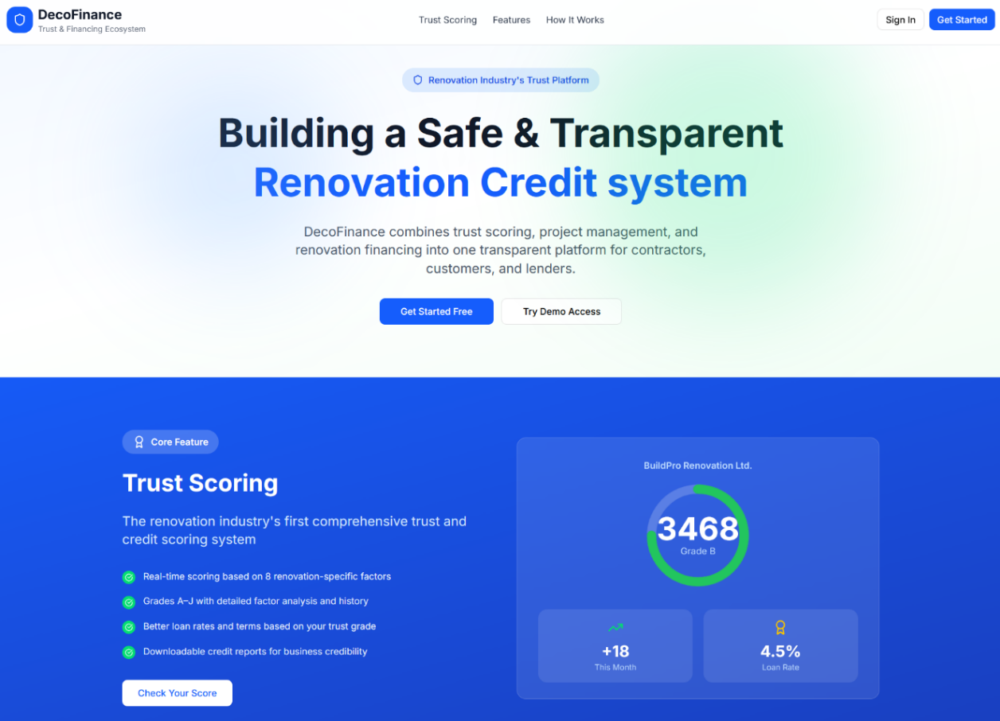 DecoFinance
Trust & Financing Ecosystem
Trust Scoring
Features
How It Works
Sign In
Get Started
Renovation Industry's Trust Platform
Building a Safe & Transparent
Renovation Credit system
DecoFinance combines trust scoring, project management, and
renovation financing into one transparent platform for contractors,
customers, and lenders.
Get Started Free
Try Demo Access
Core Feature
Trust Scoring
The renovation industry's first comprehensive trust and
credit scoring system
Real-time scoring based on 8 renovation-specific factors
Grades A–J with detailed factor analysis and history
Better loan rates and terms based on your trust grade
Downloadable credit reports for business credibility
Check Your Score
BuildPro Renovation Ltd.
3468
Grade B
+18
This Month
4.5%
Loan Rate